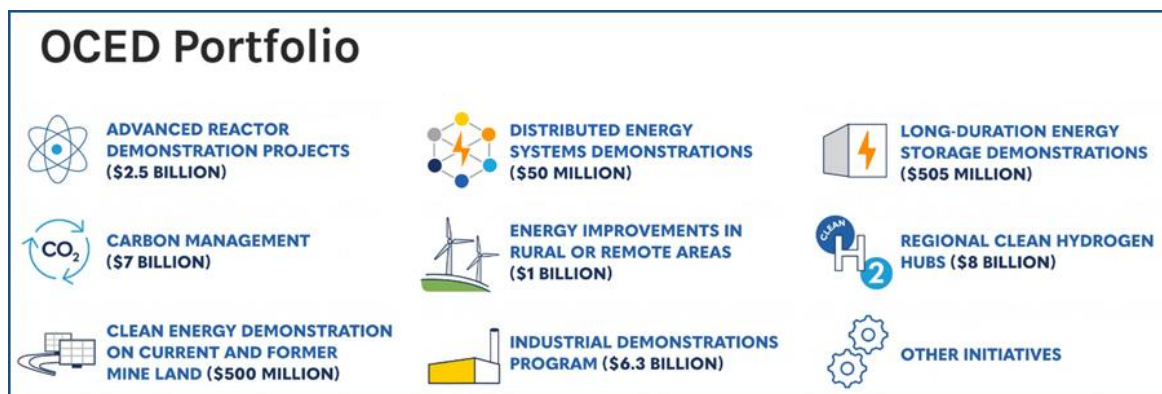 OCED Portfolio
ADVANCED REACTOR
DEMONSTRATION PROJECTS
($2.5 BILLION)
DISTRIBUTED ENERGY
SYSTEMS DEMONSTRATIONS
($50 MILLION)
LONG-DURATION ENERGY
STORAGE DEMONSTRATIONS
($505 MILLION)
CO2
CARBON MANAGEMENT
($7 BILLION)
ENERGY IMPROVEMENTS IN
RURAL OR REMOTE AREAS
($1 BILLION)
CLEAN
H2
REGIONAL CLEAN HYDROGEN
HUBS ($8 BILLION)
CLEAN ENERGY DEMONSTRATION
ON CURRENT AND FORMER
MINE LAND ($500 MILLION)
INDUSTRIAL DEMONSTRATIONS
PROGRAM ($6.3 BILLION)
OTHER INITIATIVES